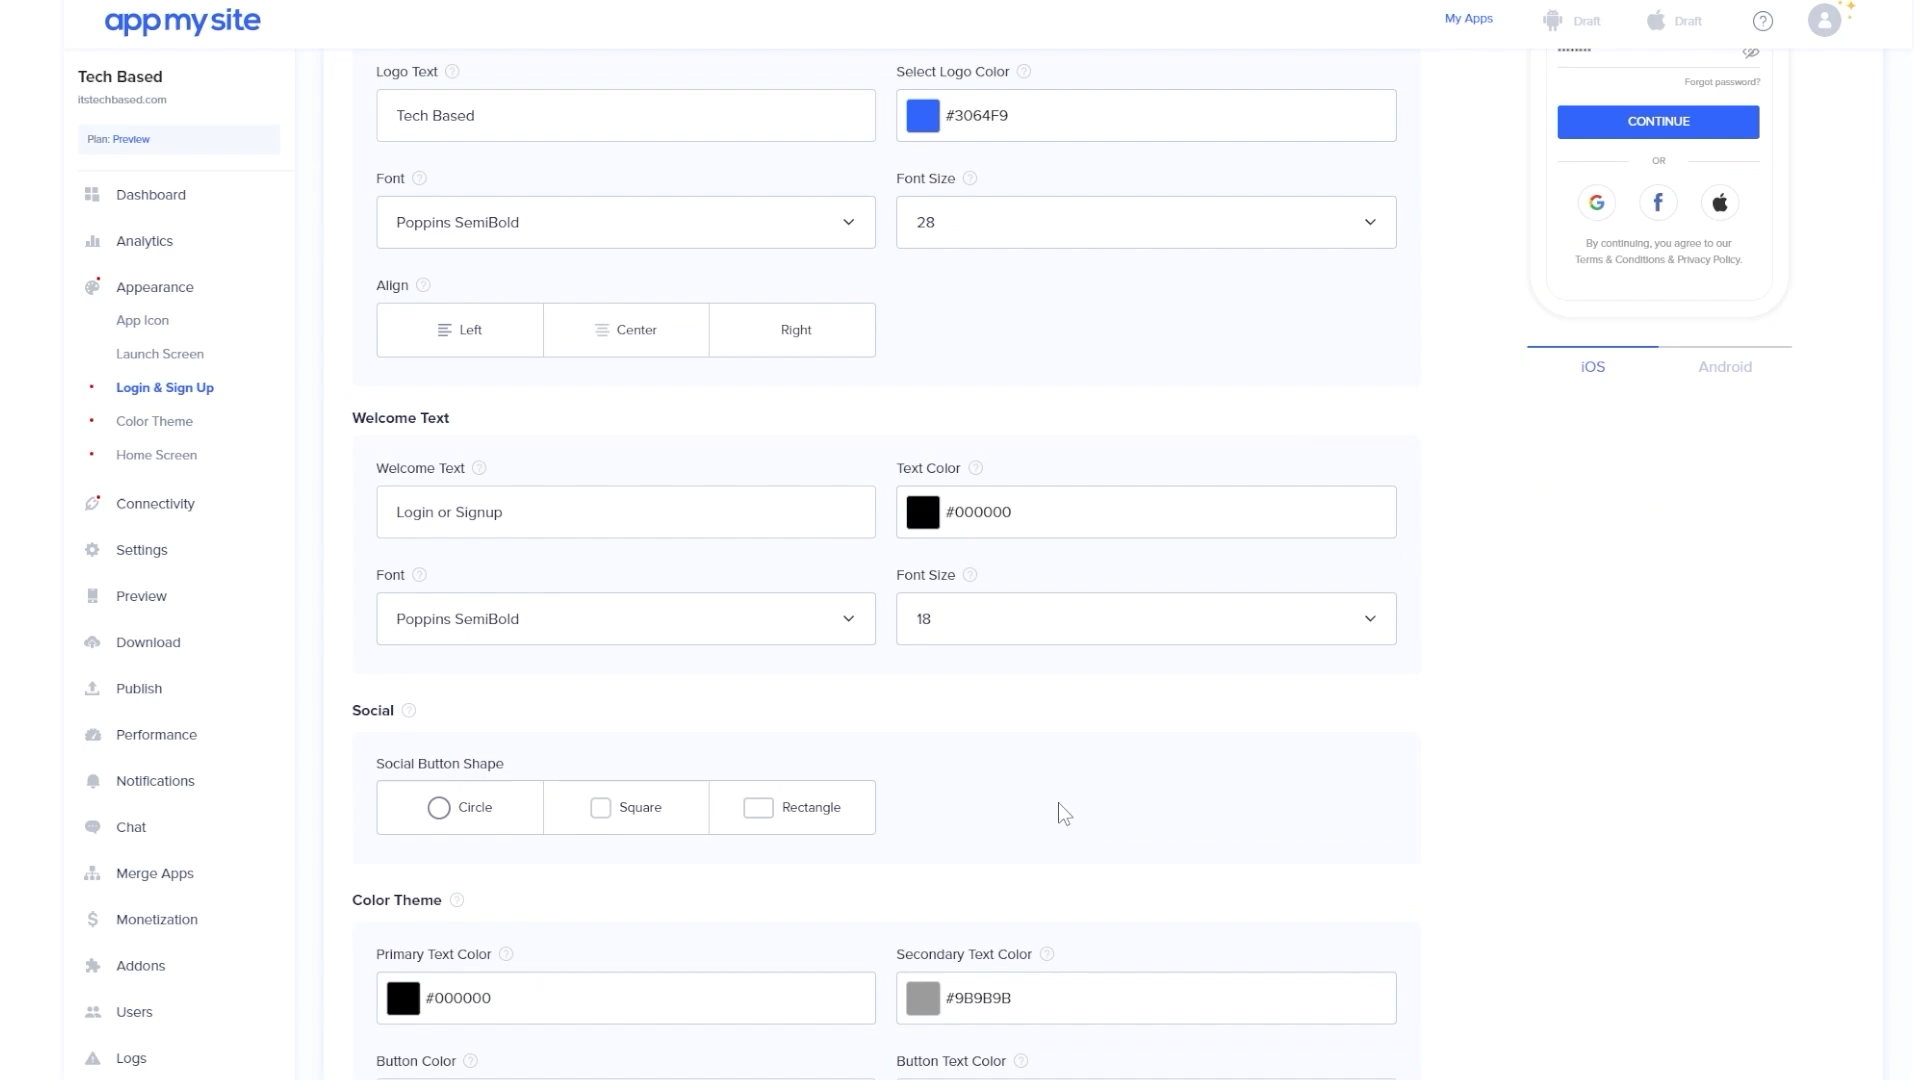 appmysite
My Apps
Draft
Draft
Tech Based
itstechbased.com
Plan: Preview
Dashboard
Analytics
Appearance
App Icon
Launch Screen
Login & Sign Up
Color Theme
Home Screen
Connectivity
Settings
Preview
Download
Publish
Performance
Notifications
Chat
Merge Apps
Monetization
Addons
Users
Logs
Logo Text
Select Logo Color
Tech Based
#3064F9
Font
Font Size
Poppins SemiBold
28
Align
Left
Center
Right
Welcome Text
Welcome Text
Text Color
Login or Signup
#000000
Font
Font Size
Poppins SemiBold
18
Social
Social Button Shape
Circle
Square
Rectangle
Color Theme
Primary Text Color
Secondary Text Color
#000000
#9B9B9B
Button Color
Button Text Color
Forgot password?
CONTINUE
OR
By continuing, you agree to our
Terms & Conditions & Privacy Policy.
iOS
Android